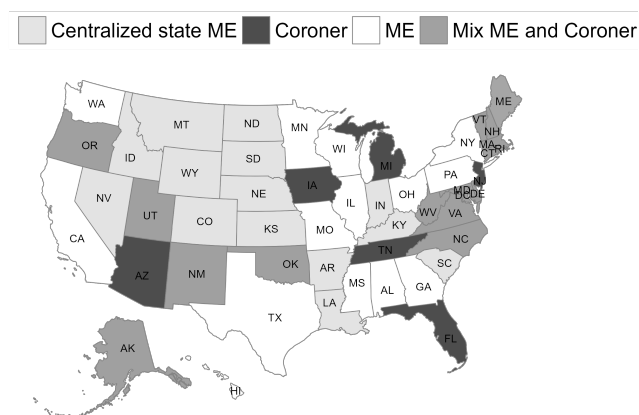 Centralized state ME Coroner ME Mix ME and Coroner
WA
MT
ND
MN
ME
VT
NH
OR
ID
SD
WI
NY
MA
RI
CT
WY
MI
NE
IA
PA
NJ
NV
IL
IN
OH
MD
DC
DE
UT
CO
KS
MO
KY
WV
VA
CA
NC
TN
AZ
NM
OK
AR
SC
MS
AL
GA
LA
TX
FL
AK
HI